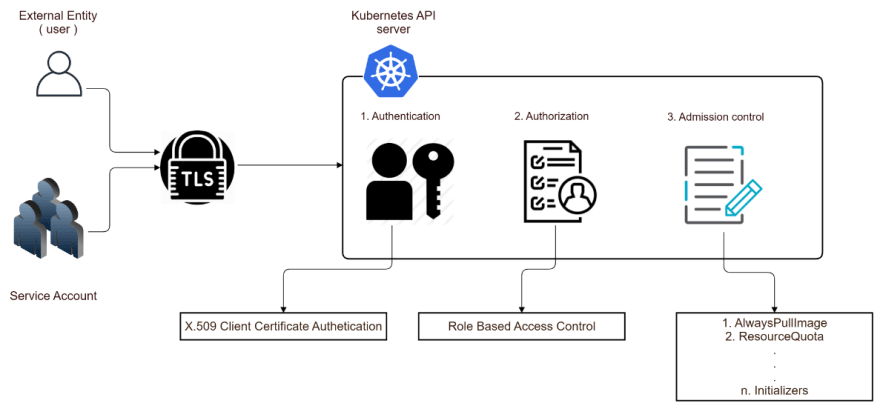 External Entity
( user )
Kubernetes API
server
1. Authentication
2. Authorization
3. Admission control
TLS
Service Account
X.509 Client Certificate Authetication
Role Based Access Control
1. AlwaysPullImage
2. ResourceQuota
.
.
.
n. Initializers